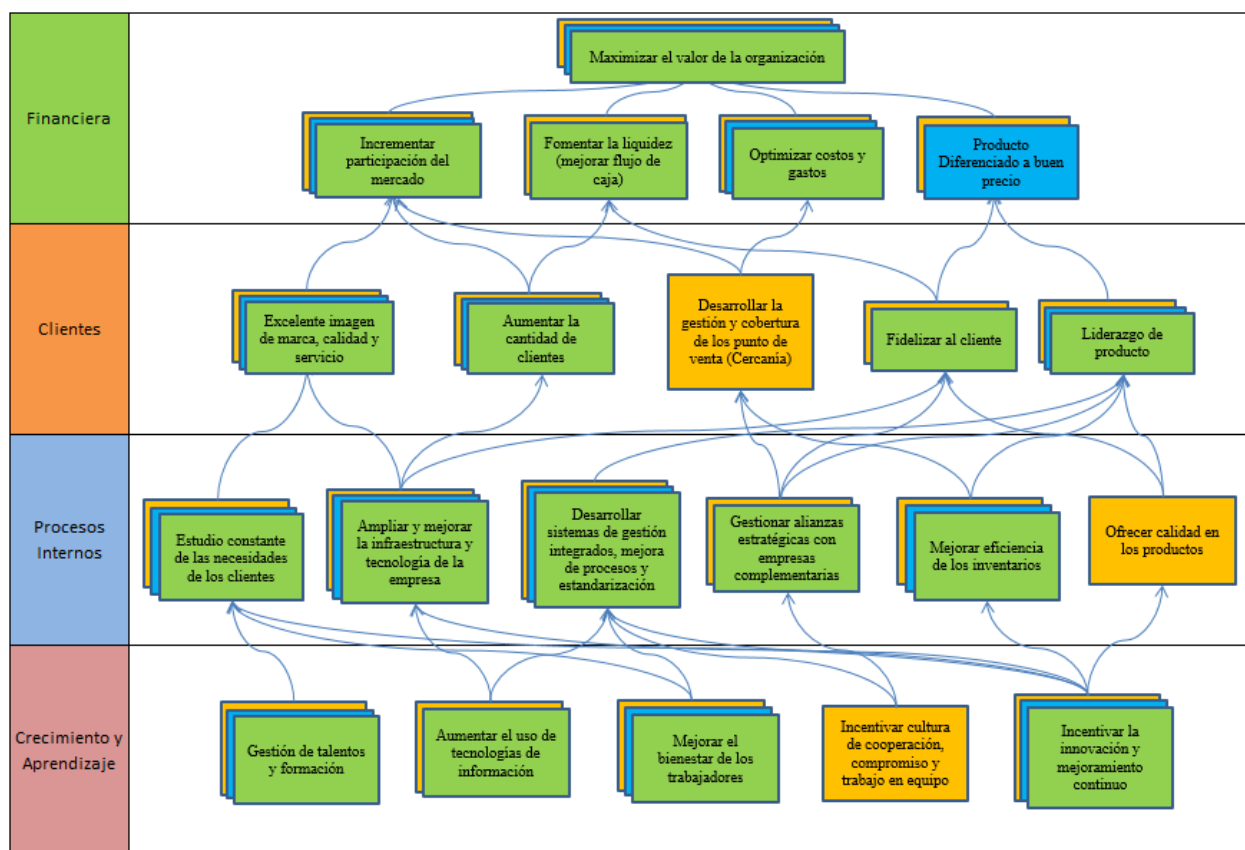 Financiera
Maximizar el valor de la organización
Incrementar
participación del
mercado
Fomentar la liquidez
(mejorar flujo de
caja)
Optimizar costos y
gastos
Producto
Diferenciado a buen
precio
Clientes
Excelente imagen
de marca, calidad y
servicio
Aumentar la
cantidad de
clientes
Desarrollar la
gestión y cobertura
de los punto de
venta (Cercanía)
Fidelizar al cliente
Liderazgo de
producto
Procesos
Internos
Estudio constante
de las necesidades
de los clientes
Ampliar y mejorar
la infraestructura y
tecnología de la
empresa
Desarrollar
sistemas de gestión
integrados, mejora
de procesos y
estandarización
Gestionar alianzas
estratégicas con
empresas
complementarias
Mejorar eficiencia
de los inventarios
Ofrecer calidad en
los productos
Crecimiento y
Aprendizaje
Gestión de talentos
y formación
Aumentar el uso de
tecnologías de
información
Mejorar el
bienestar de los
trabajadores
Incentivar cultura
de cooperación,
compromiso y
trabajo en equipo
Incentivar la
innovación y
mejoramiento
continuo